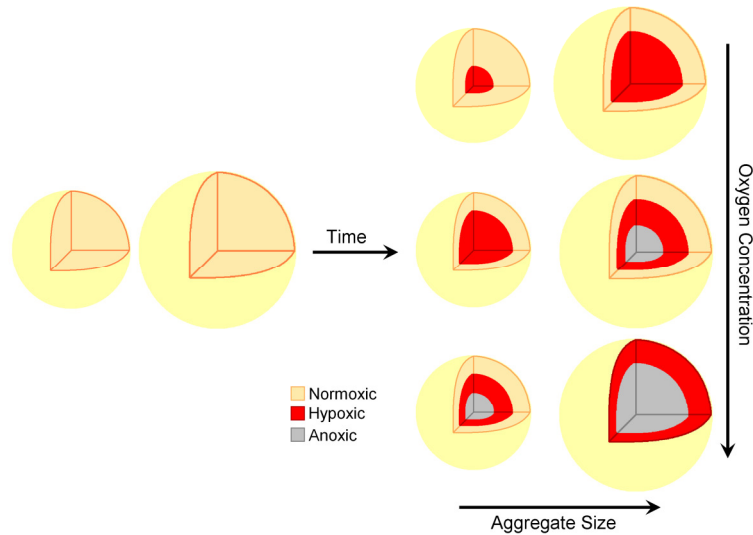 Time
Oxygen Concentration
Normoxic
Hypoxic
Anoxic
Aggregate Size